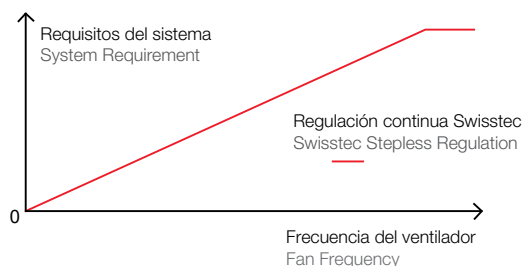 Requisitos del sistema
System Requirement
Regulación continua Swisstec
Swisstec Stepless Regulation
0
Frecuencia del ventilador
Fan Frequency